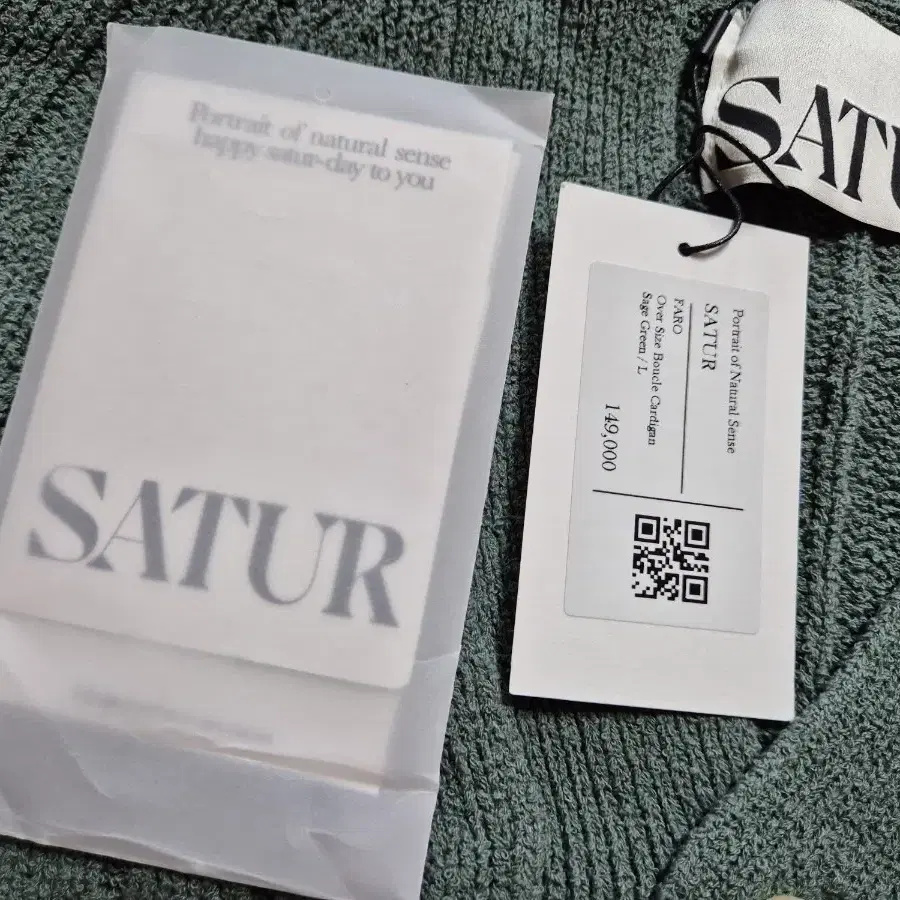 Portrait of natural sense
happy satur-day to you
SATUR
SATU
Portrait of Natural Sense
SATUR
FARO
Over Size Boucle Cardigan
Sage Green / L
149,000